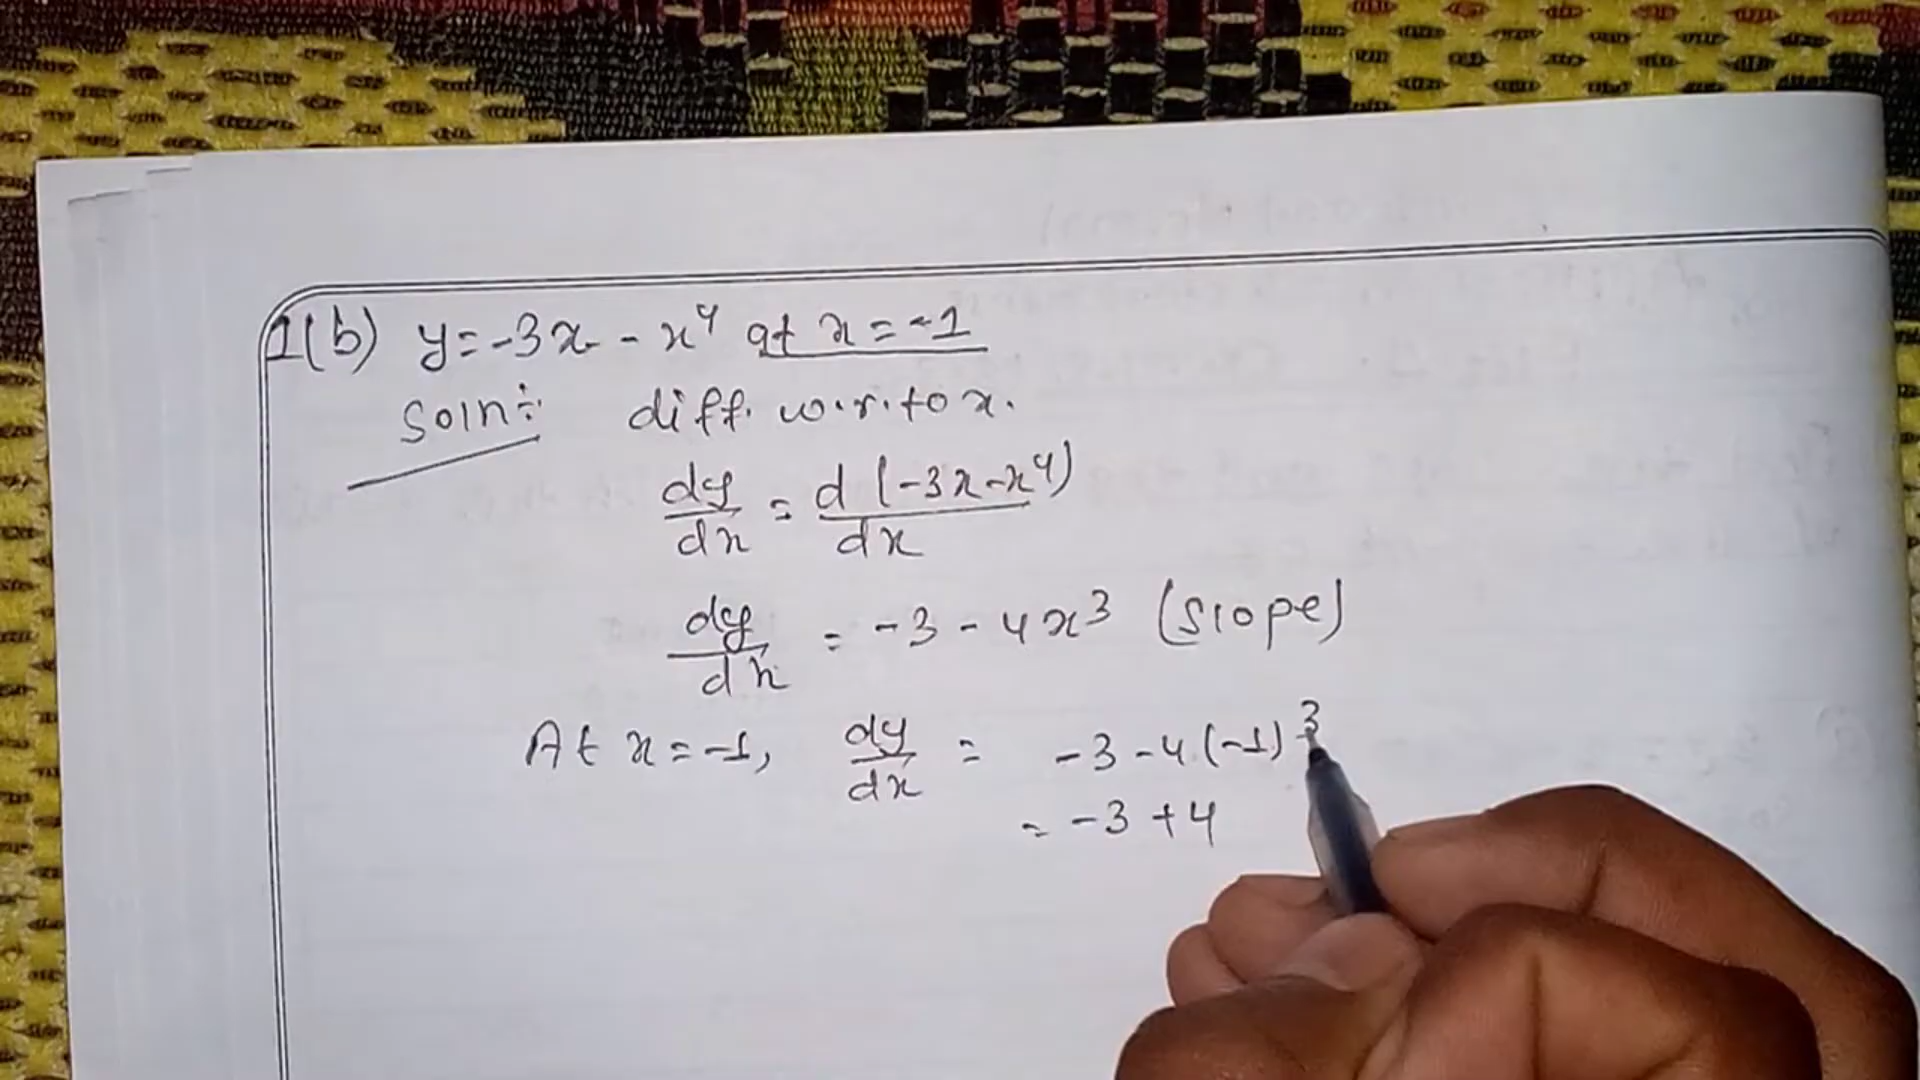 1(b) y=-3x-x⁴ at x=-1
Soln÷ diff. w.r.to x.
dy/dx = d(-3x-x⁴)/dx
dy/dx = -3-4x³ (slope)
At x=-1, dy/dx = -3-4.(-1)³
= -3+4